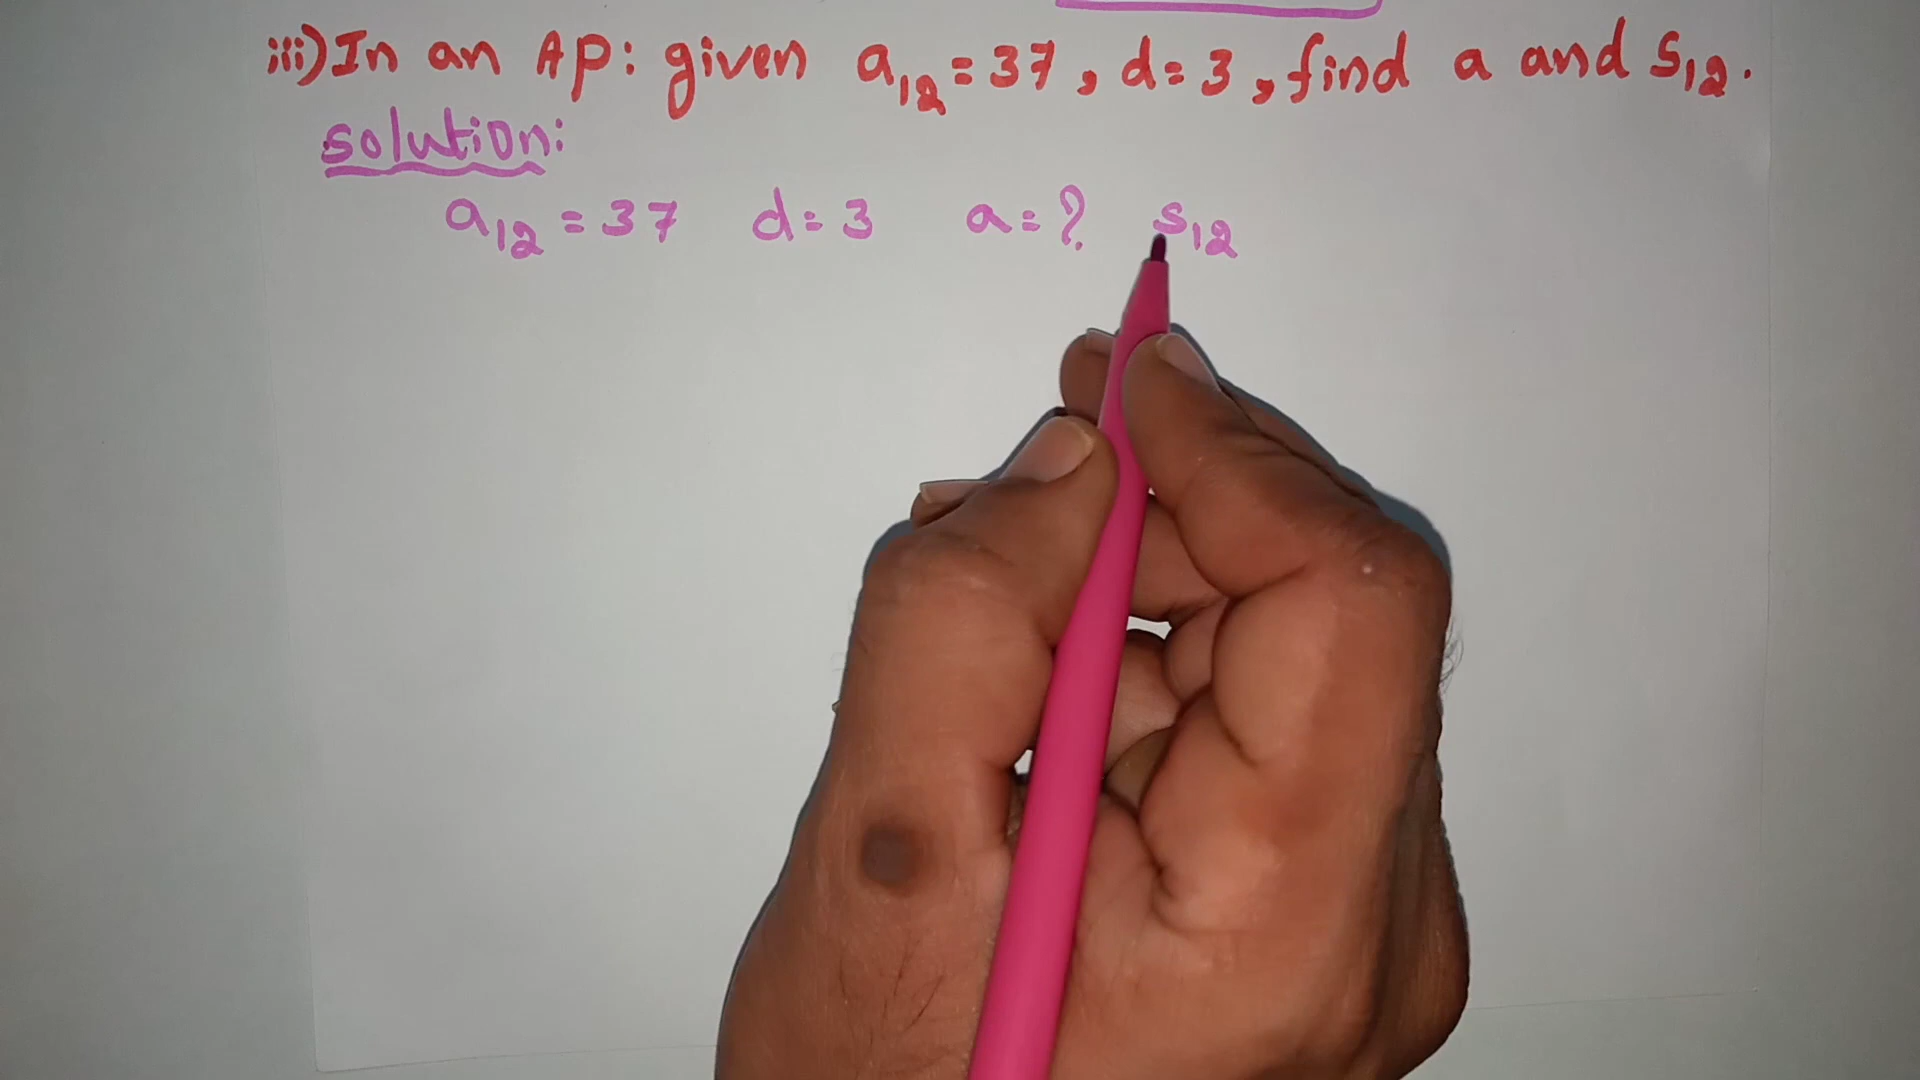 iii) In an AP: given a₁₂ = 37, d = 3, find a and S₁₂.
solution:
a₁₂ = 37 d = 3 a = ? S₁₂